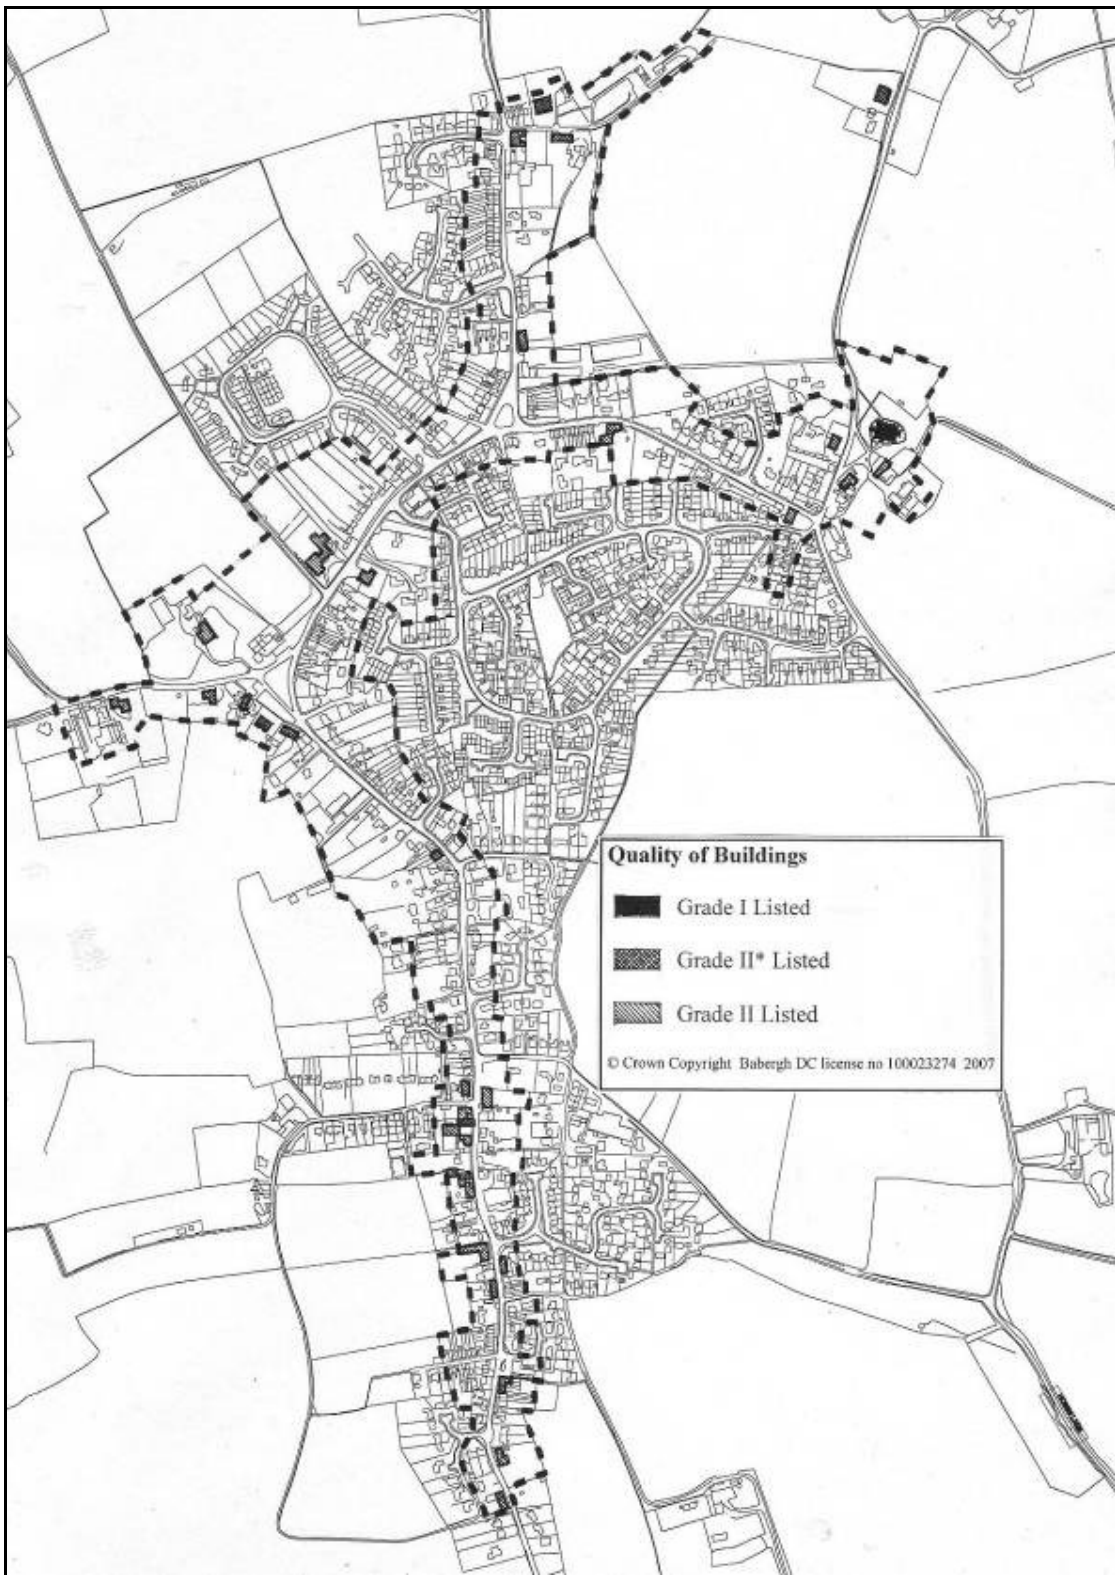 Quality of Buildings
Grade I Listed
Grade II* Listed
Grade II Listed
© Crown Copyright Babergh DC license no 100023274 2007